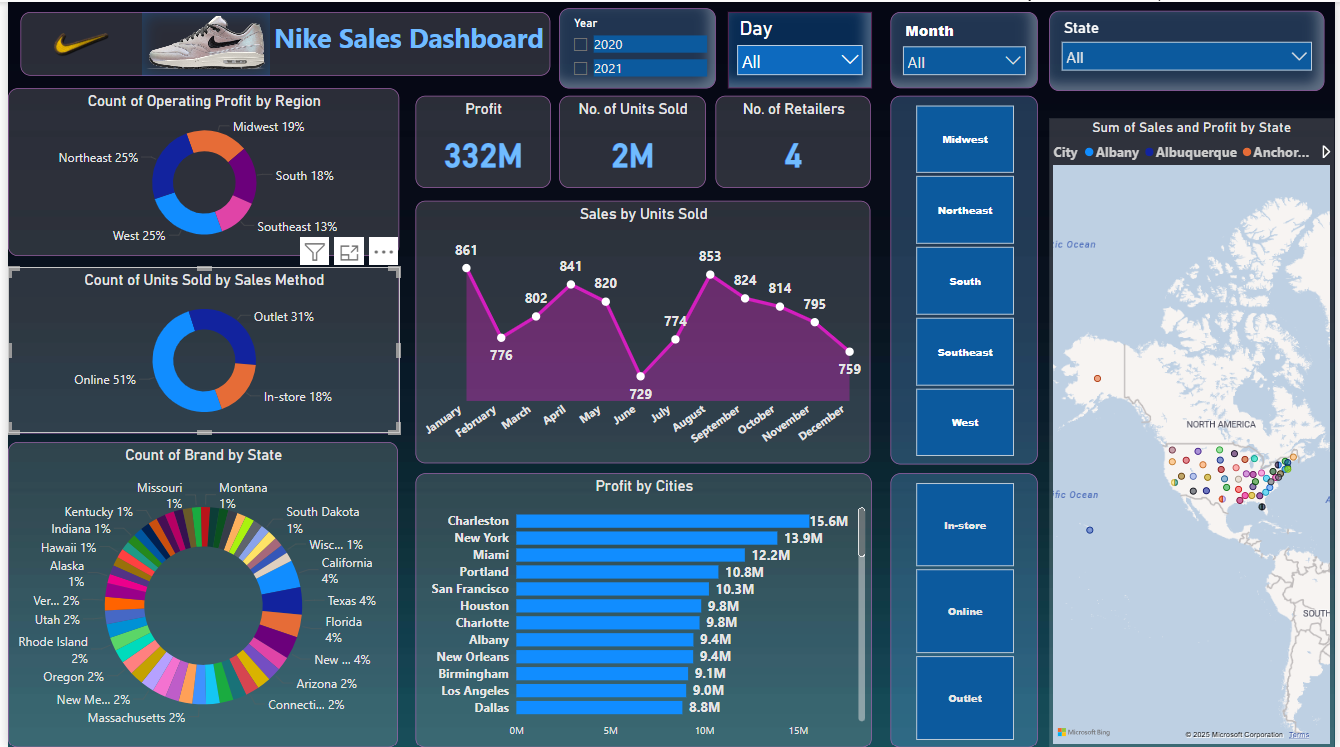 Nike Sales Dashboard
Year
2020
2021
Day
All
Month
All
State
All
Count of Operating Profit by Region
Midwest 19%
Northeast 25%
South 18%
Southeast 13%
West 25%
Profit
332M
No. of Units Sold
2M
No. of Retailers
4
Count of Units Sold by Sales Method
Outlet 31%
Online 51%
In-store 18%
Sales by Units Sold
861
776
802
841
820
729
774
853
824
814
795
759
January
February
March
April
May
June
July
August
September
October
November
December
Midwest
Northeast
South
Southeast
West
Sum of Sales and Profit by State
City Albany Albuquerque Anchor...
ic Ocean
NORTH AMERICA
fic Ocean
A
SOUTH
Microsoft Bing
© 2025 Microsoft Corporation Terms
Count of Brand by State
Missouri
1%
Montana
1%
Kentucky 1%
South Dakota
1%
Indiana 1%
Wisc... 1%
Hawaii 1%
California
4%
Alaska
1%
Texas 4%
Ver... 2%
Florida
4%
Utah 2%
Rhode Island
2%
New ... 4%
Oregon 2%
Arizona 2%
New Me... 2%
Connecti... 2%
Massachusetts 2%
Profit by Cities
Charleston 15.6M
New York 13.9M
Miami 12.2M
Portland 10.8M
San Francisco 10.3M
Houston 9.8M
Charlotte 9.8M
Albany 9.4M
New Orleans 9.4M
Birmingham 9.1M
Los Angeles 9.0M
Dallas 8.8M
0M 5M 10M 15M
In-store
Online
Outlet